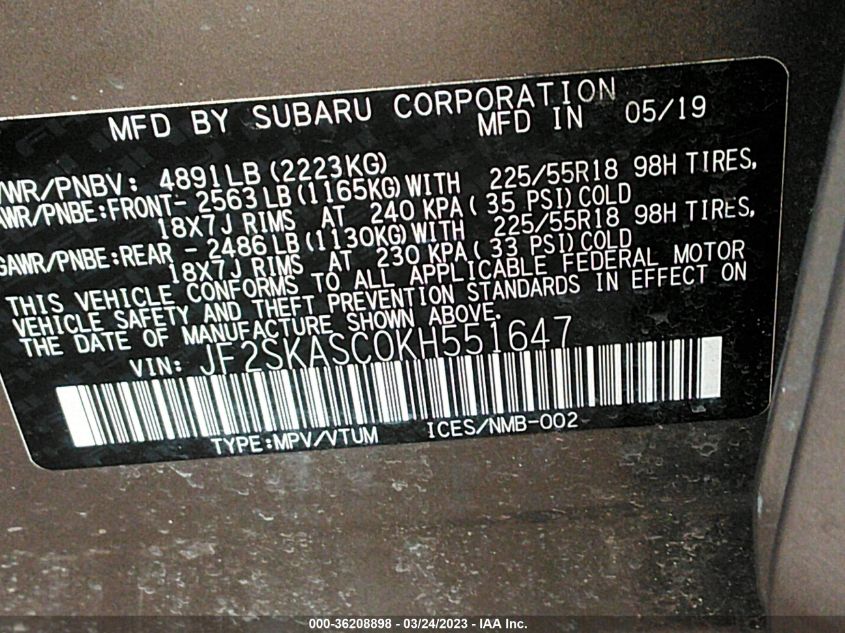 MFD BY SUBARU CORPORATION
MFD IN 05/19
VWR/PNBV: 4891LB (2223KG)
AWR/PNBE:FRONT- 2563 LB (1165KG)WITH 225/55R18 98H TIRES,
18X7J RIMS AT 240 KPA( 35 PSI)COLD
GAWR/PNBE:REAR - 2486 LB(1130KG)WITH 225/55R18 98H TIRES,
18X7J RIMS AT 230 KPA( 33 PSI)COLD
THIS VEHICLE CONFORMS TO ALL APPLICABLE FEDERAL MOTOR
VEHICLE SAFETY AND THEFT PREVENTION STANDARDS IN EFFECT ON
THE DATE OF MANUFACTURE SHOWN ABOVE.
VIN: JF2SKASC0KH551647
TYPE:MPV/VTUM ICES/NMB-002
000-36208898 - 03/24/2023 - IAA Inc.